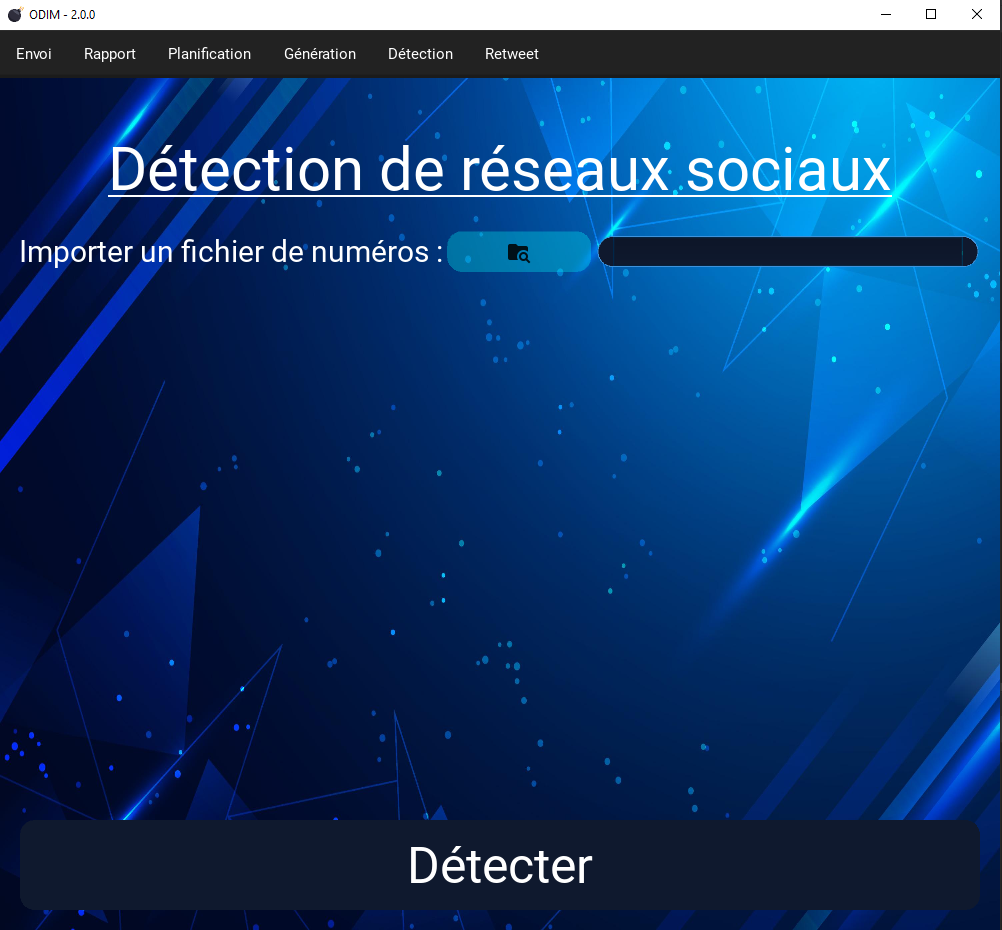 ODIM - 2.0.0
Envoi Rapport Planification Génération Détection Retweet
Détection de réseaux sociaux
Importer un fichier de numéros :
Détecter